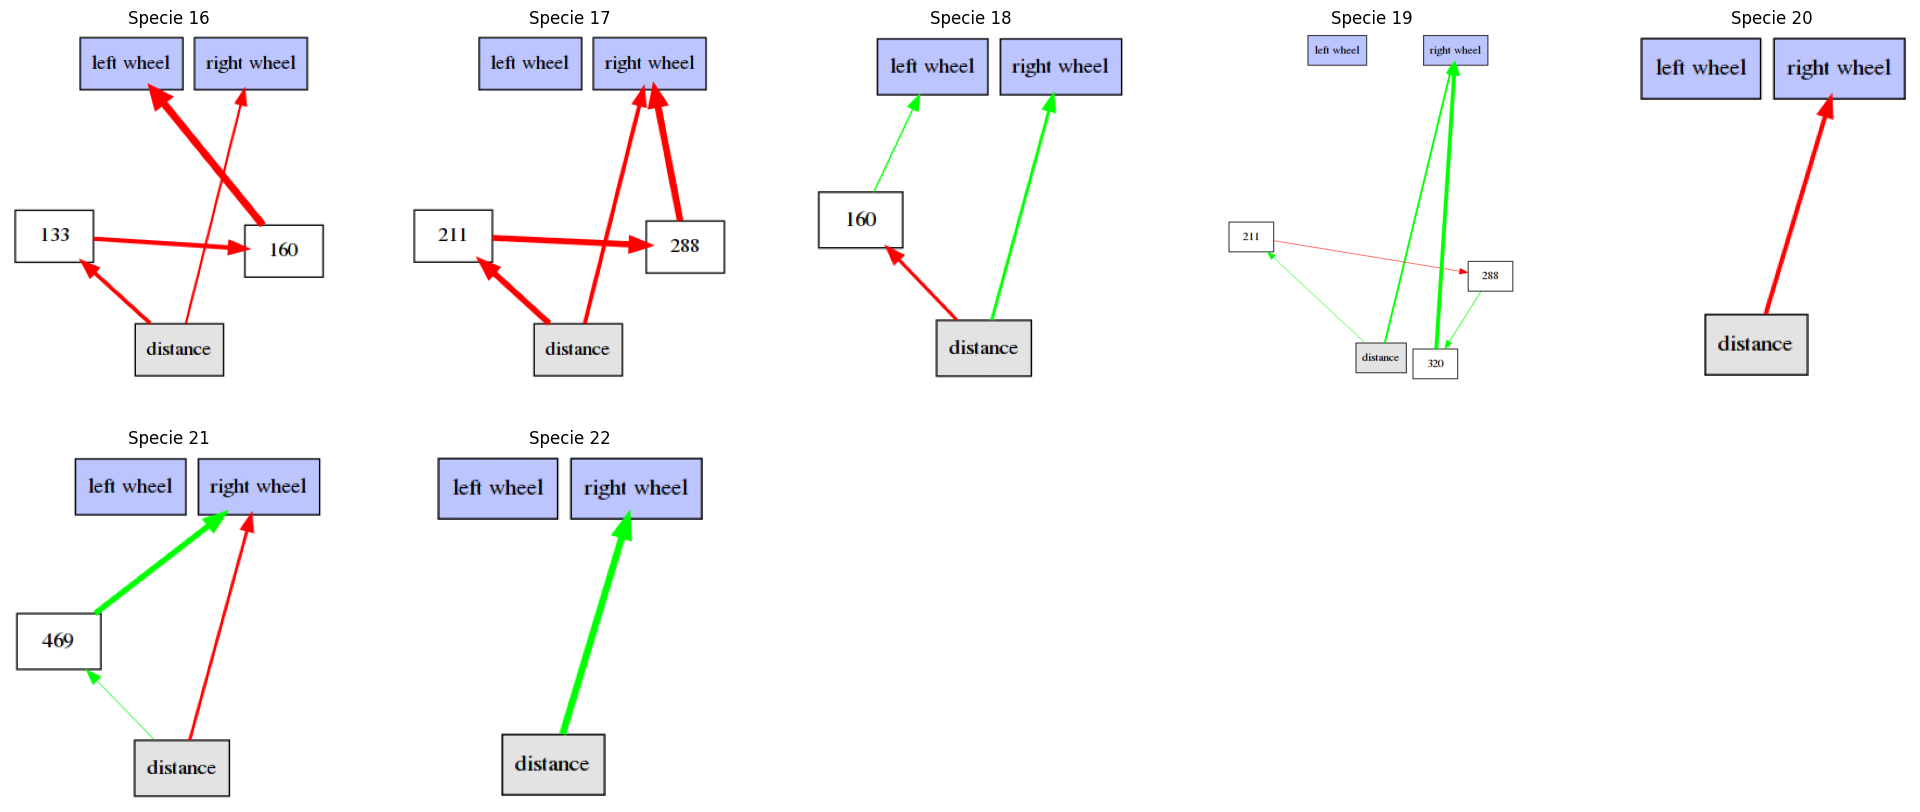 Specie 16
left wheel
right wheel
133
160
distance
Specie 17
left wheel
right wheel
211
288
distance
Specie 18
left wheel
right wheel
160
distance
Specie 19
left wheel
right wheel
211
288
distance
320
Specie 20
left wheel
right wheel
distance
Specie 21
left wheel
right wheel
469
distance
Specie 22
left wheel
right wheel
distance